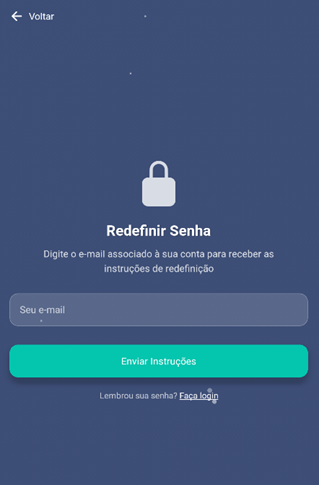 Voltar
Redefinir Senha
Digite o e-mail associado à sua conta para receber as
instruções de redefinição
Seu e-mail
Enviar Instruções
Lembrou sua senha? Faça login